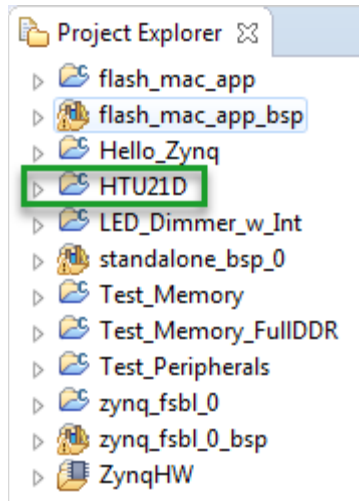 Project Explorer
flash_mac_app
flash_mac_app_bsp
Hello_Zynq
HTU21D
LED_Dimmer_w_Int
standalone_bsp_0
Test_Memory
Test_Memory_FullDDR
Test_Peripherals
zynq_fsbl_0
zynq_fsbl_0_bsp
ZynqHW